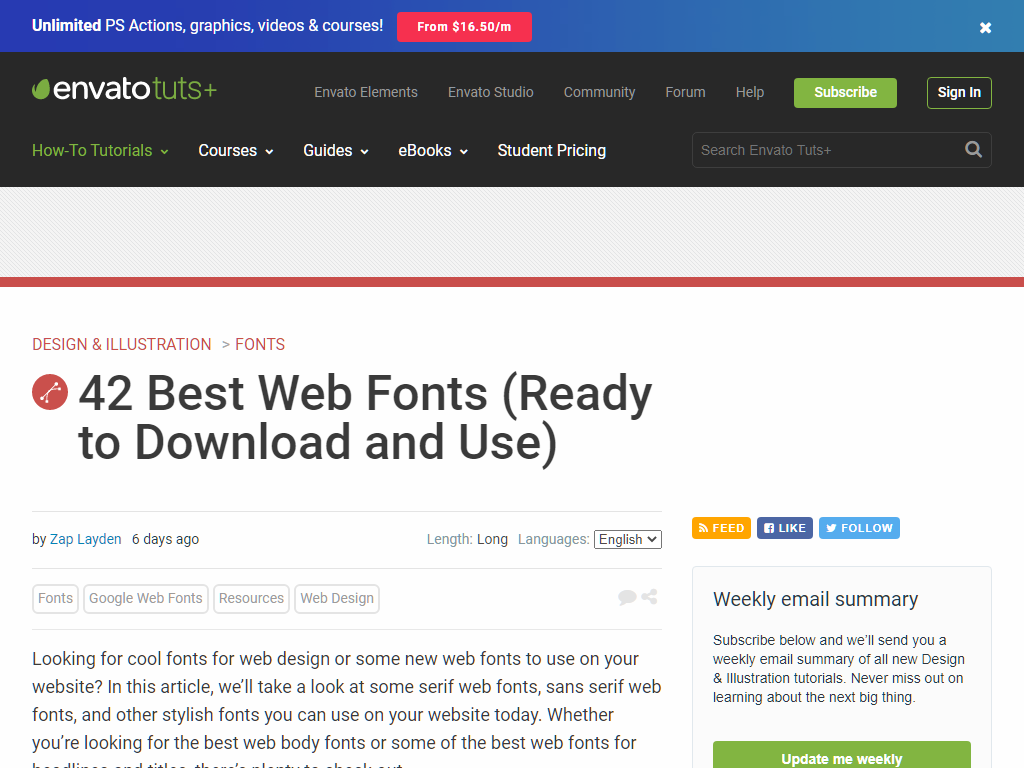 Unlimited PS Actions, graphics, videos & courses! From $16.50/m
envatotuts+
Envato Elements Envato Studio Community Forum Help Subscribe Sign In
How-To Tutorials Courses Guides eBooks Student Pricing Search Envato Tuts+
DESIGN & ILLUSTRATION > FONTS
42 Best Web Fonts (Ready
to Download and Use)
by Zap Layden 6 days ago Length: Long Languages: English
FEED LIKE FOLLOW
Fonts Google Web Fonts Resources Web Design
Looking for cool fonts for web design or some new web fonts to use on your
website? In this article, we'll take a look at some serif web fonts, sans serif web
fonts, and other stylish fonts you can use on your website today. Whether
you're looking for the best web body fonts or some of the best web fonts for
headlines and titles, there's plenty to check out.
Weekly email summary
Subscribe below and we'll send you a
weekly email summary of all new Design
& Illustration tutorials. Never miss out on
learning about the next big thing.
Update me weekly